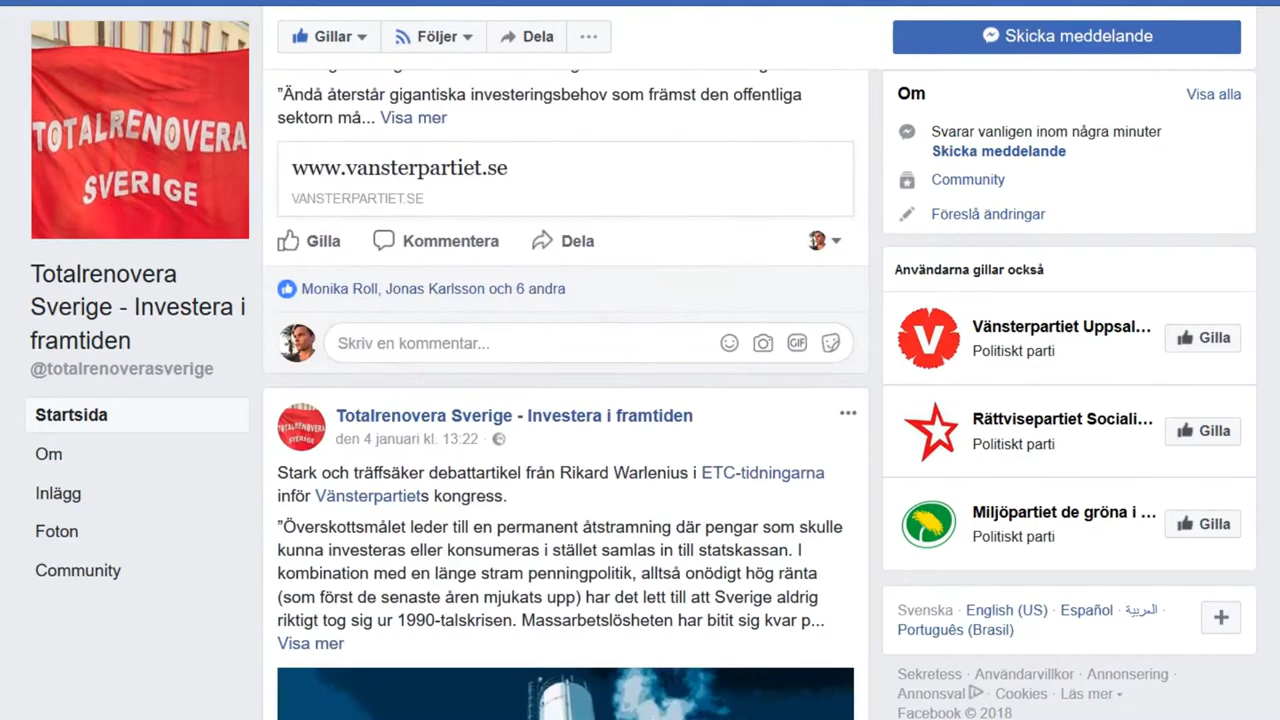 TOTALRENOVERA
SVERIGE
Totalrenovera
Sverige - Investera i
framtiden
@totalrenoverasverige
Startsida
Om
Inlägg
Foton
Community
Gillar
Följer
Dela
Skicka meddelande
"Ändå återstår gigantiska investeringsbehov som främst den offentliga
sektorn må... Visa mer
www.vansterpartiet.se
VANSTERPARTIET.SE
Gilla Kommentera Dela
Monika Roll, Jonas Karlsson och 6 andra
Skriv en kommentar...
GIF
TOTALRENOVERA
SVERIGE
Totalrenovera Sverige - Investera i framtiden
den 4 januari kl. 13:22 ·
Stark och träffsäker debattartikel från Rikard Warlenius i ETC-tidningarna
inför Vänsterpartiets kongress.
"Överskottsmålet leder till en permanent åtstramning där pengar som skulle
kunna investeras eller konsumeras i stället samlas in till statskassan. I
kombination med en länge stram penningpolitik, alltså onödigt hög ränta
(som först de senaste åren mjukats upp) har det lett till att Sverige aldrig
riktigt tog sig ur 1990-talskrisen. Massarbetslösheten har bitit sig kvar p...
Visa mer
Om
Visa alla
Svarar vanligen inom några minuter
Skicka meddelande
Community
Föreslå ändringar
Användarna gillar också
V
Vänsterpartiet Uppsal...
Politiskt parti
Gilla
Rättvisepartiet Sociali...
Politiskt parti
Gilla
Miljöpartiet de gröna i ...
Politiskt parti
Gilla
Svenska · English (US) · Español · العربية ·
Português (Brasil)
Sekretess · Användarvillkor · Annonsering ·
Annonsval · Cookies · Läs mer
Facebook © 2018